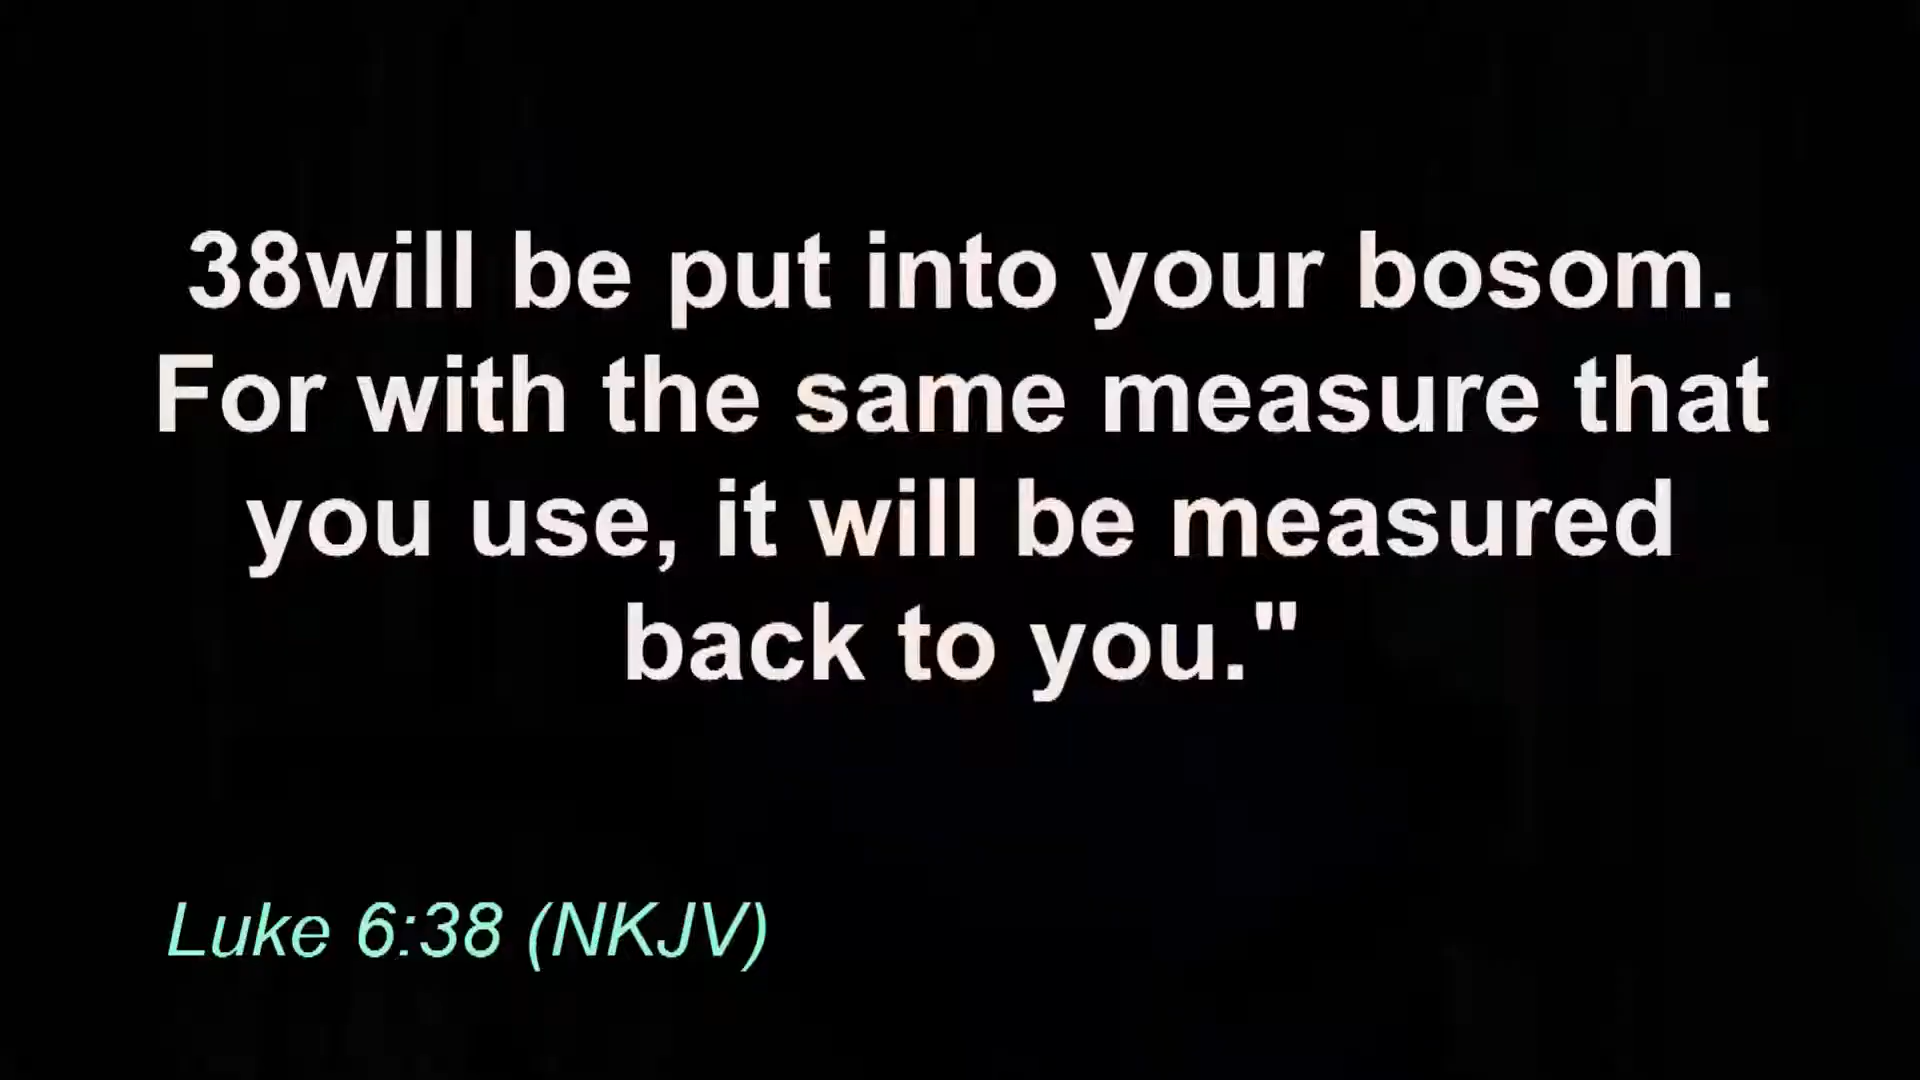 38will be put into your bosom.
For with the same measure that
you use, it will be measured
back to you."
Luke 6:38 (NKJV)